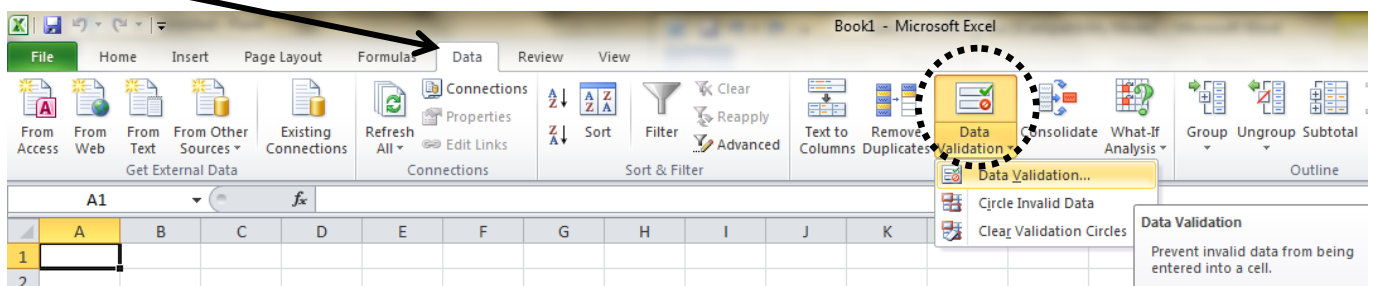 Book1 - Microsoft Excel
File Home Insert Page Layout Formulas Data Review View
From Access
From Web
From Text
From Other Sources
Existing Connections
Get External Data
Refresh All
Connections
Properties
Edit Links
Connections
Sort
Filter
Clear
Reapply
Advanced
Sort & Filter
Text to Columns
Remove Duplicates
Data Validation
Consolidate
What-If Analysis
Group
Ungroup
Subtotal
Outline
Data Validation...
Circle Invalid Data
Clear Validation Circles
Data Validation
Prevent invalid data from being
entered into a cell.
A1 fx
A B C D E F G H I J K
1
2